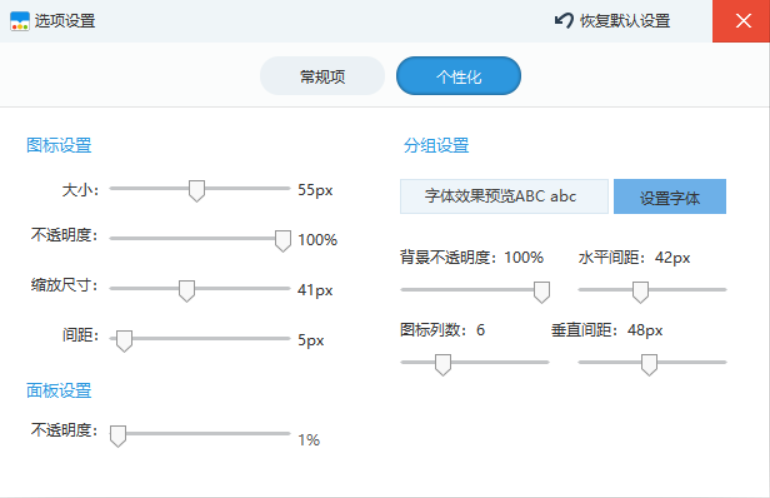 选项设置
恢复默认设置
常规项
个性化
图标设置
大小: 55px
不透明度: 100%
缩放尺寸: 41px
间距: 5px
面板设置
不透明度: 1%
分组设置
字体效果预览ABC abc
设置字体
背景不透明度: 100%
水平间距: 42px
图标列数: 6
垂直间距: 48px